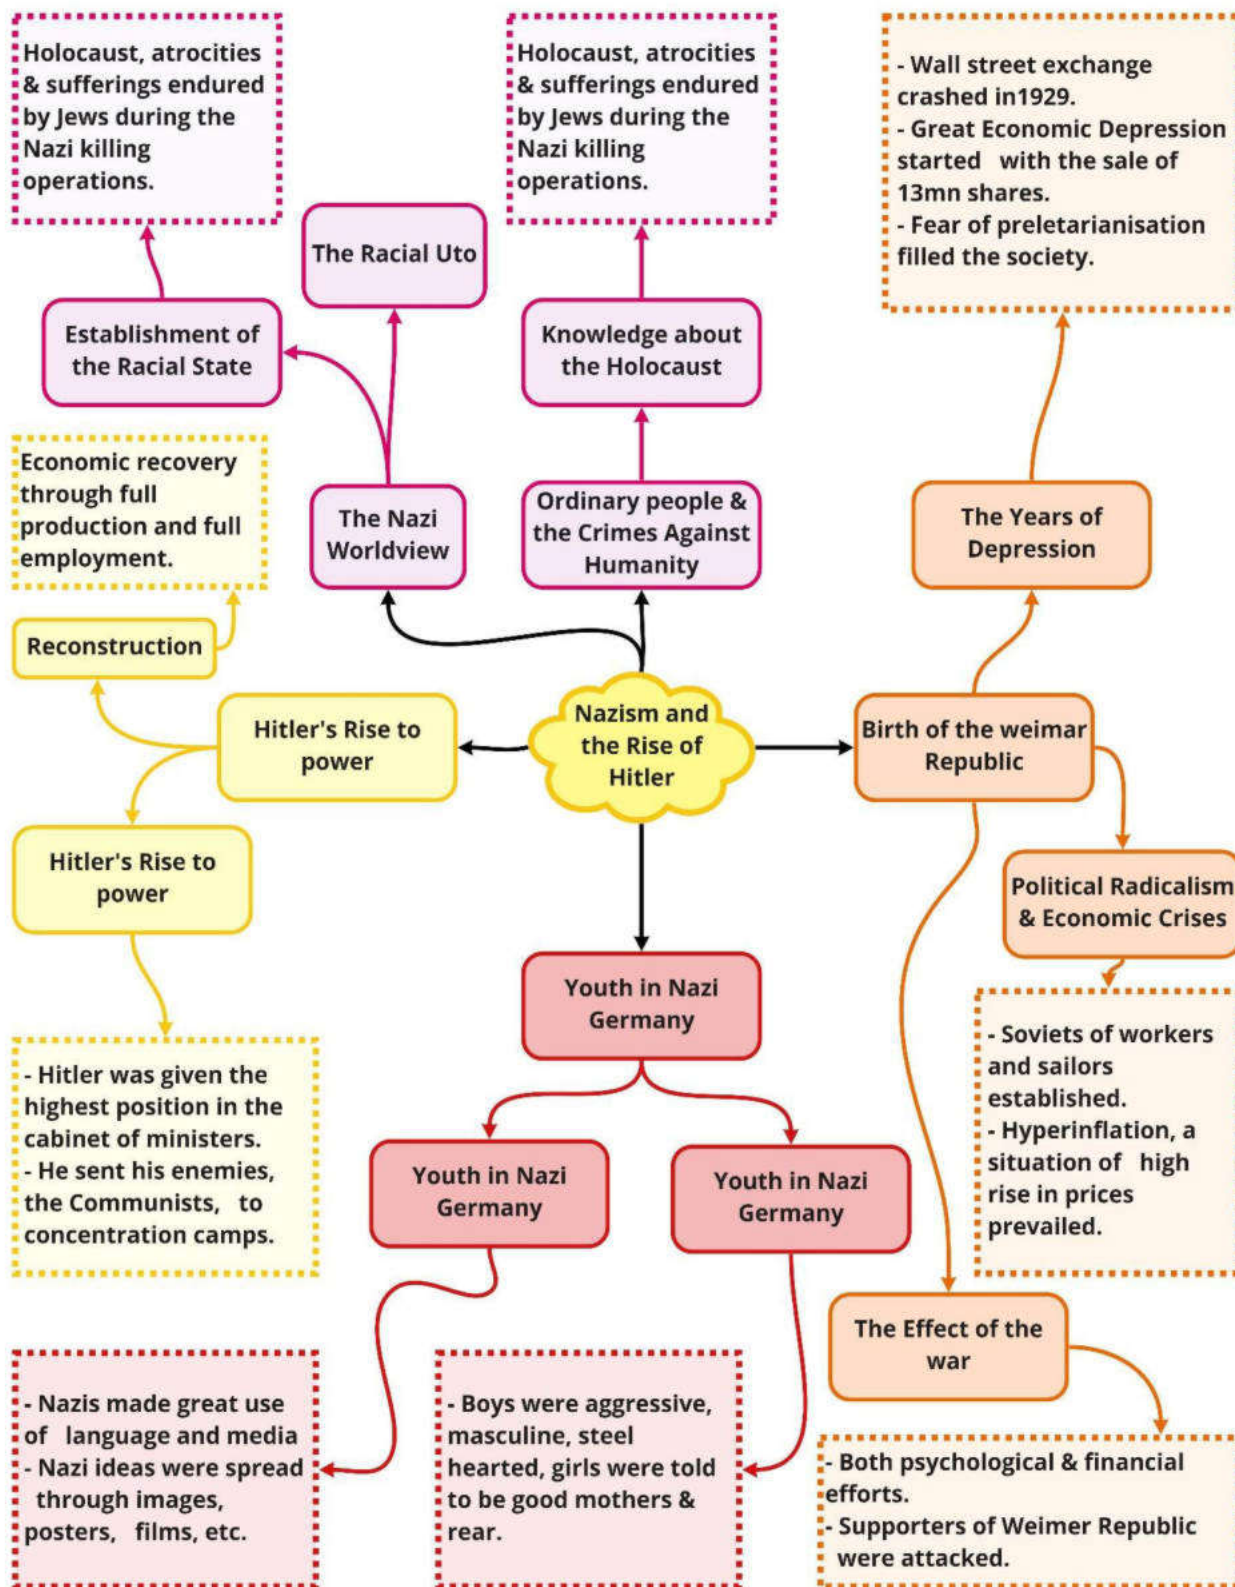 Holocaust, atrocities
& sufferings endured
by Jews during the
Nazi killing
operations.
Holocaust, atrocities
& sufferings endured
by Jews during the
Nazi killing
operations.
- Wall street exchange
crashed in1929.
- Great Economic Depression
started with the sale of
13mn shares.
- Fear of preletarianisation
filled the society.
The Racial Uto
Establishment of
the Racial State
Knowledge about
the Holocaust
Economic recovery
through full
production and full
employment.
The Nazi
Worldview
Ordinary people &
the Crimes Against
Humanity
The Years of
Depression
Reconstruction
Hitler's Rise to
power
Nazism and
the Rise of
Hitler
Birth of the weimar
Republic
Hitler's Rise to
power
Political Radicalism
& Economic Crises
Youth in Nazi
Germany
- Soviets of workers
and sailors
established.
- Hyperinflation, a
situation of high
rise in prices
prevailed.
- Hitler was given the
highest position in the
cabinet of ministers.
- He sent his enemies,
the Communists, to
concentration camps.
Youth in Nazi
Germany
Youth in Nazi
Germany
The Effect of the
war
- Nazis made great use
of language and media
- Nazi ideas were spread
through images,
posters, films, etc.
- Boys were aggressive,
masculine, steel
hearted, girls were told
to be good mothers &
rear.
- Both psychological & financial
efforts.
- Supporters of Weimer Republic
were attacked.